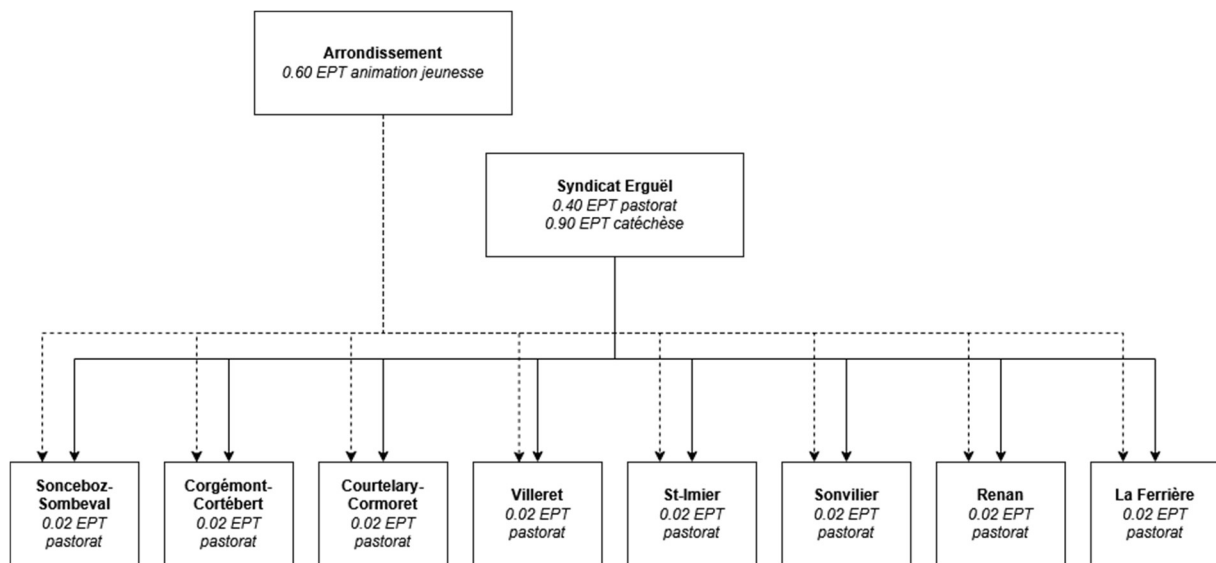 Arrondissement
0.60 EPT animation jeunesse
Syndicat Erguël
0.40 EPT pastorat
0.90 EPT catéchèse
Sonceboz-
Sombeval
0.02 EPT
pastorat
Corgémont-
Cortébert
0.02 EPT
pastorat
Courtelary-
Cormoret
0.02 EPT
pastorat
Villeret
0.02 EPT
pastorat
St-Imier
0.02 EPT
pastorat
Sonvilier
0.02 EPT
pastorat
Renan
0.02 EPT
pastorat
La Ferrière
0.02 EPT
pastorat